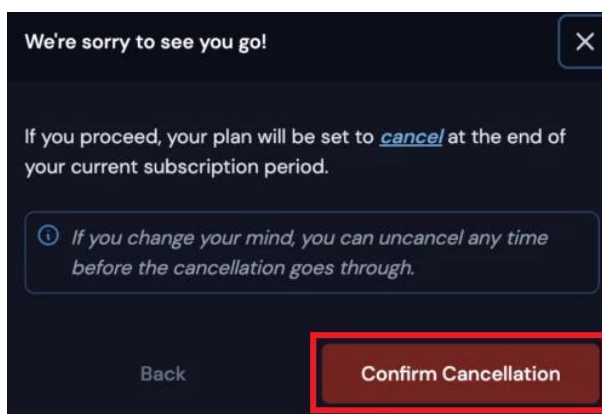 We're sorry to see you go!
If you proceed, your plan will be set to cancel at the end of
your current subscription period.
If you change your mind, you can uncancel any time
before the cancellation goes through.
Back
Confirm Cancellation